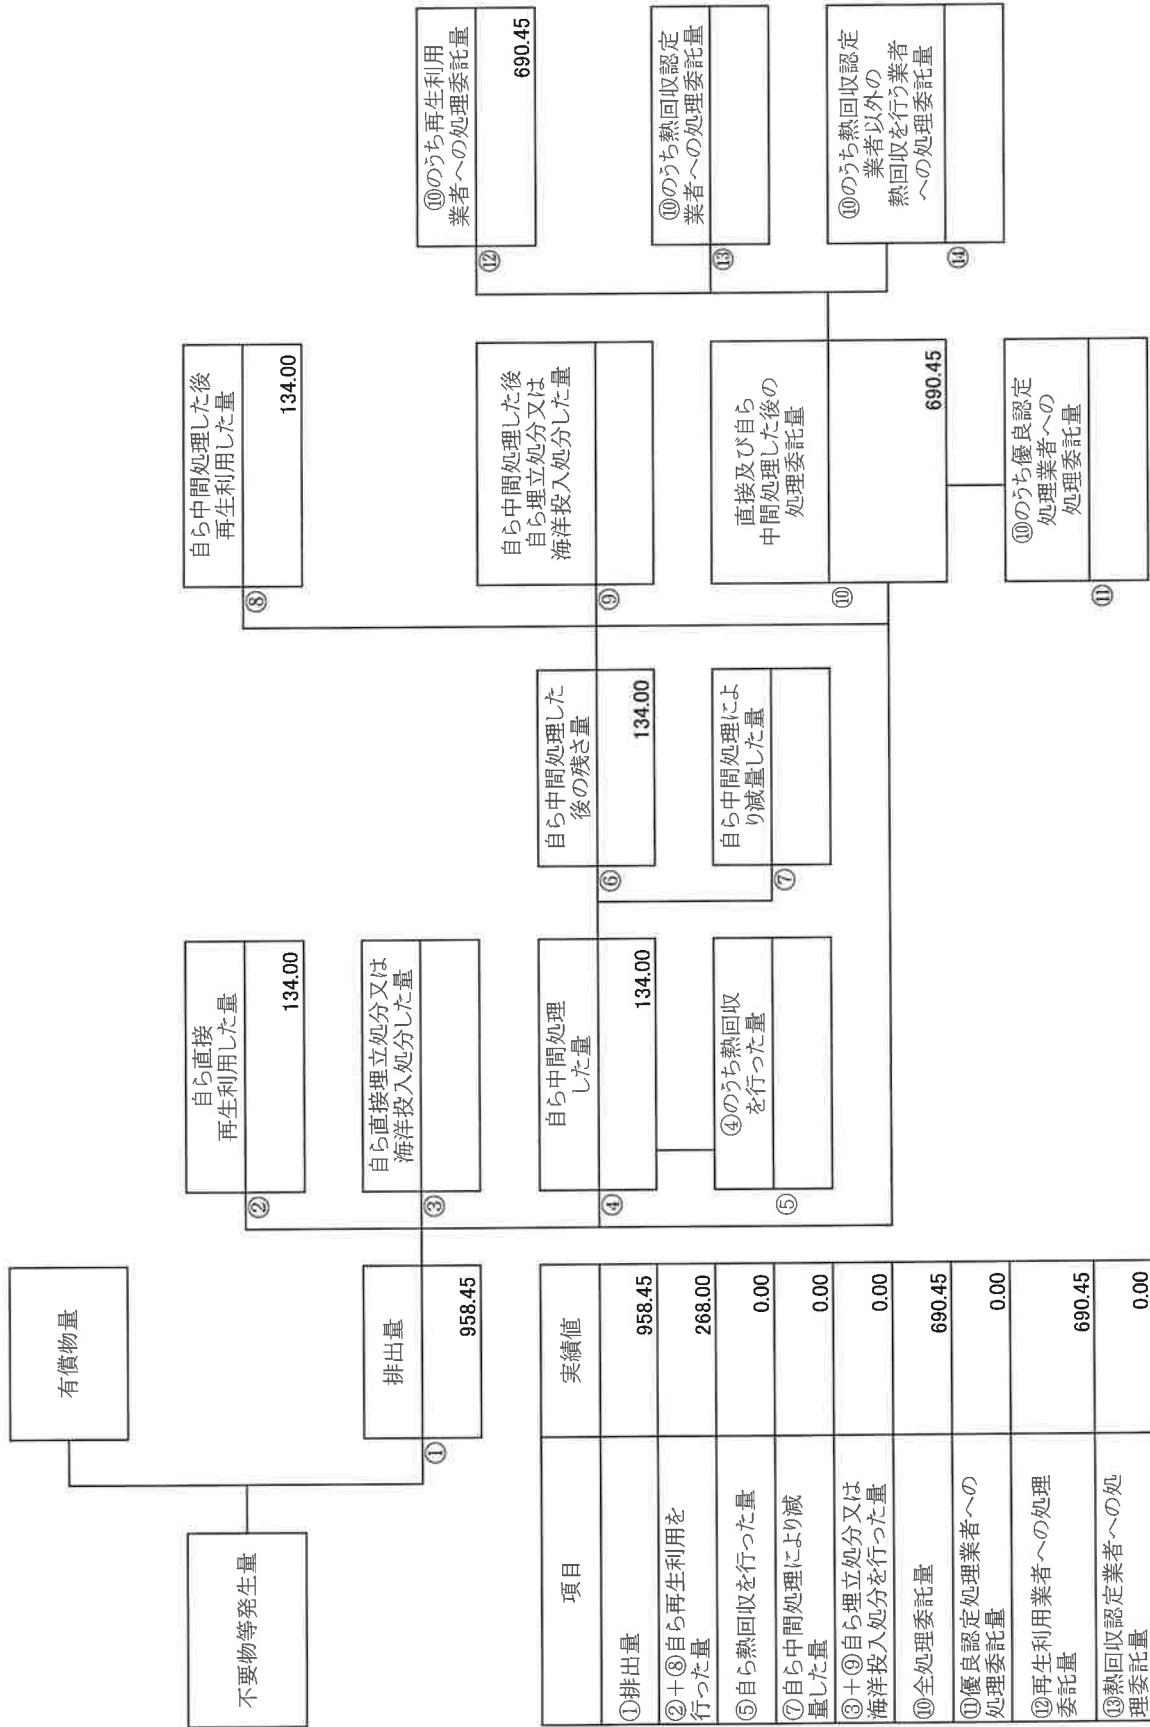 不要物等発生量
有償物量
①
排出量
958.45
②
自ら直接
再生利用した量
134.00
③
自ら直接埋立処分又は
海洋投入処分した量
④
自ら中間処理
した量
134.00
⑤
④のうち熱回収
を行った量
⑥
自ら中間処理した
後の残さ量
134.00
⑦
自ら中間処理によ
り減量した量
⑧
自ら中間処理した後
再生利用した量
134.00
⑨
自ら中間処理した後
自ら埋立処分又は
海洋投入処分した量
⑩
直接及び自ら
中間処理した後の
処理委託量
690.45
⑪
⑩のうち優良認定
処理業者への
処理委託量
⑫
⑩のうち再生利用
業者への処理委託量
690.45
⑬
⑩のうち熱回収認定
業者への処理委託量
⑭
⑩のうち熱回収認定
業者以外の
熱回収を行う業者
への処理委託量
項目 実績値
①排出量 958.45
②+⑧自ら再生利用を
行った量 268.00
⑤自ら熱回収を行った量 0.00
⑦自ら中間処理により減
量した量 0.00
③+⑨自ら埋立処分又は
海洋投入処分を行った量 0.00
⑩全処理委託量 690.45
⑪優良認定処理業者への
処理委託量 0.00
⑫再生利用業者への処理
委託量 690.45
⑬熱回収認定業者への処
理委託量 0.00